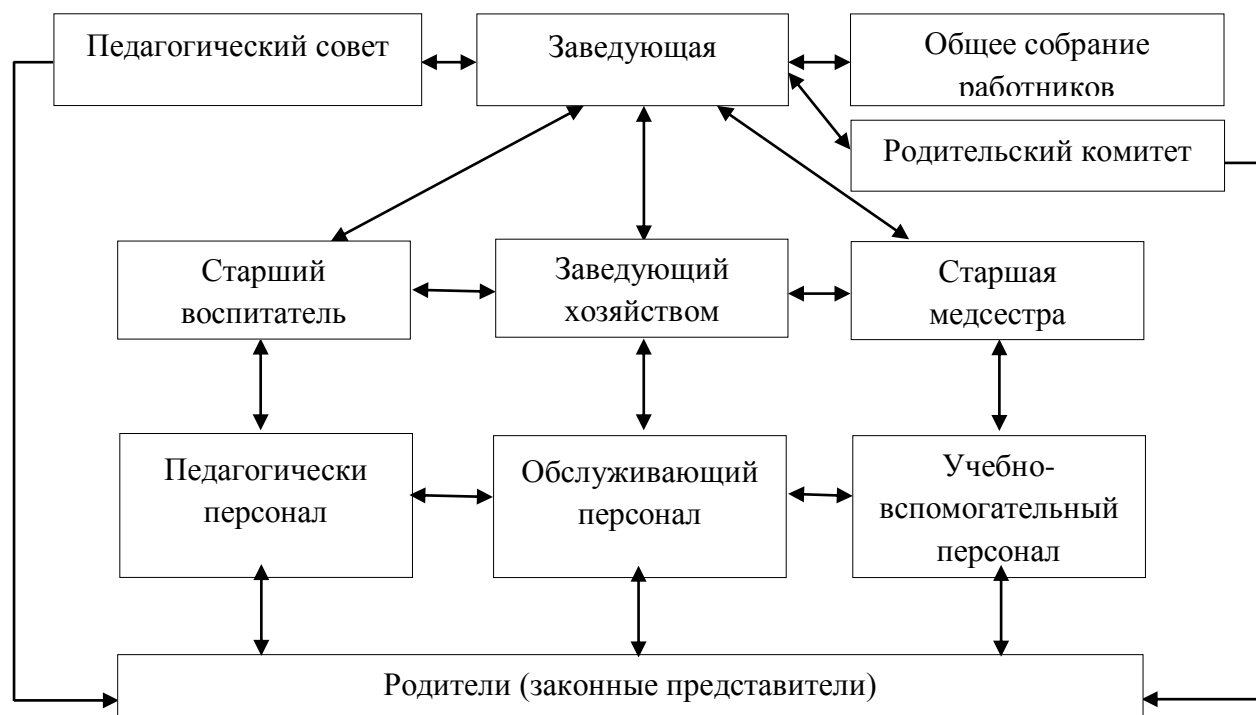 Педагогический совет
Заведующая
Общее собрание
работников
Родительский комитет
Старший
воспитатель
Заведующий
хозяйством
Старшая
медсестра
Педагогически
персонал
Обслуживающий
персонал
Учебно-
вспомогательный
персонал
Родители (законные представители)